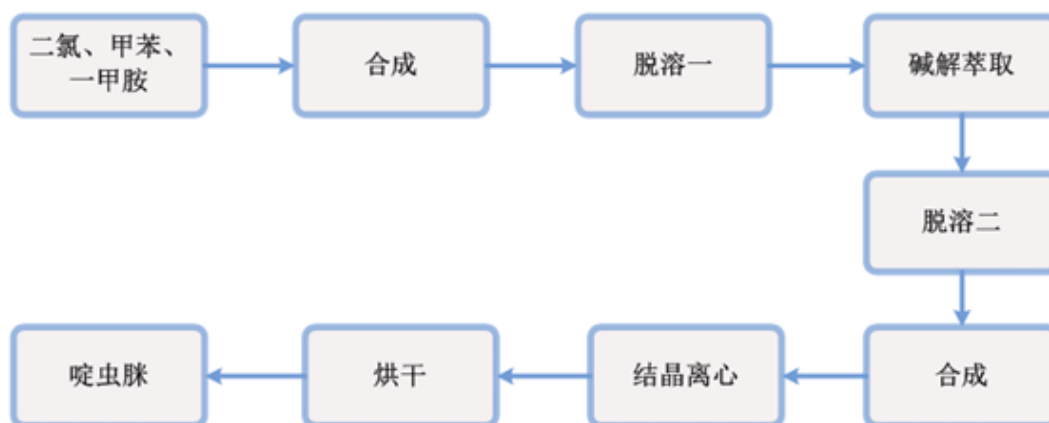 二氯、甲苯、
一甲胺
合成
脱溶一
碱解萃取
脱溶二
合成
结晶离心
烘干
啶虫脒